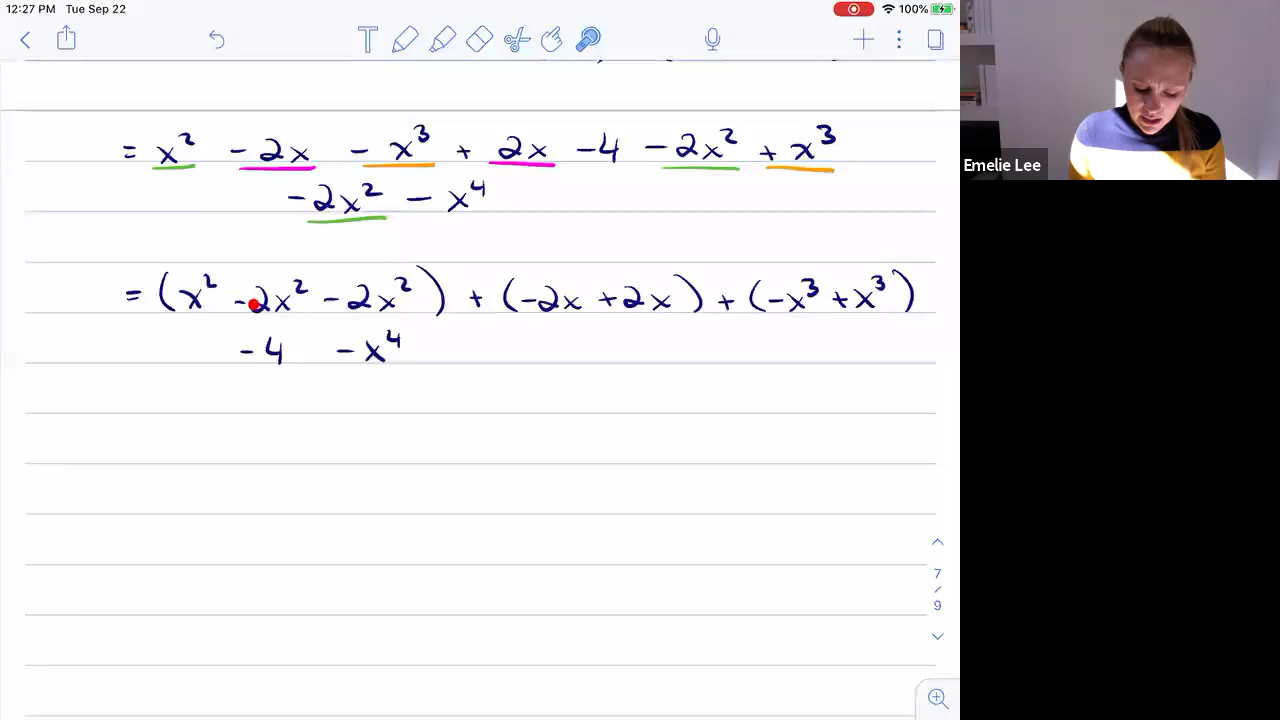 12:27 PM Tue Sep 22
100%
T
= x² - 2x - x³ + 2x - 4 - 2x² + x³
- 2x² - x⁴
= (x² - 2x² - 2x²) + (-2x + 2x) + (-x³ + x³)
- 4 - x⁴
7
/
9
Emelie Lee